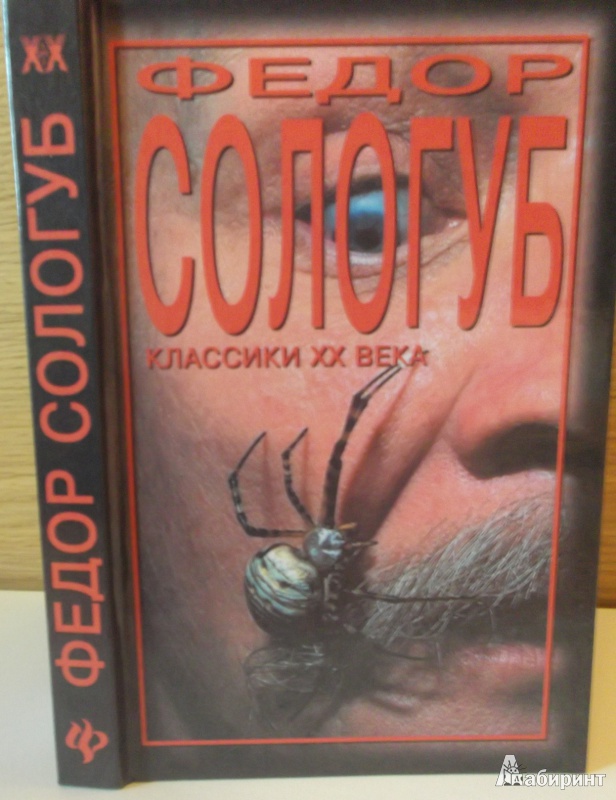 XX
ФЕДОР СОЛОГУБ
ФЕДОР
СОЛОГУБ
КЛАССИКИ XX ВЕКА
Лабиринт